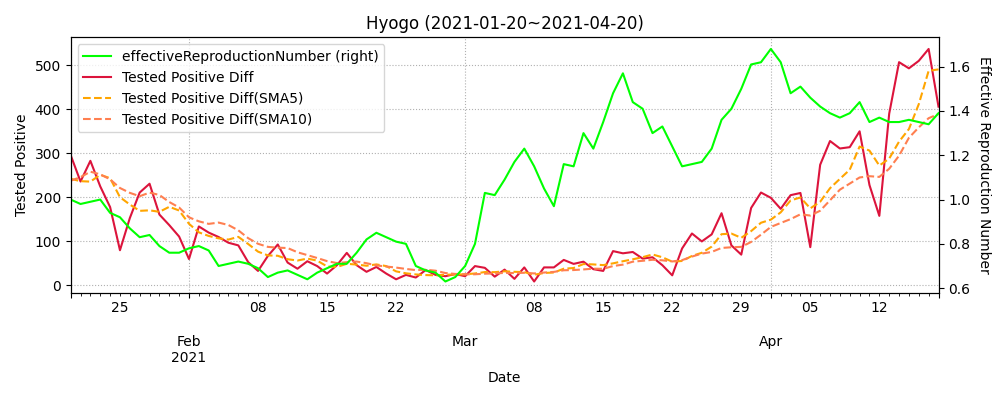 Hyogo (2021-01-20~2021-04-20)
effectiveReproductionNumber (right)
Tested Positive Diff
Tested Positive Diff(SMA5)
Tested Positive Diff(SMA10)
Tested Positive
500
400
300
200
100
0
1.6
1.4
1.2
1.0
0.8
0.6
Effective Reproduction Number
25 08 15 22 08 15 22 29 05 12
Feb Mar Apr
2021
Date